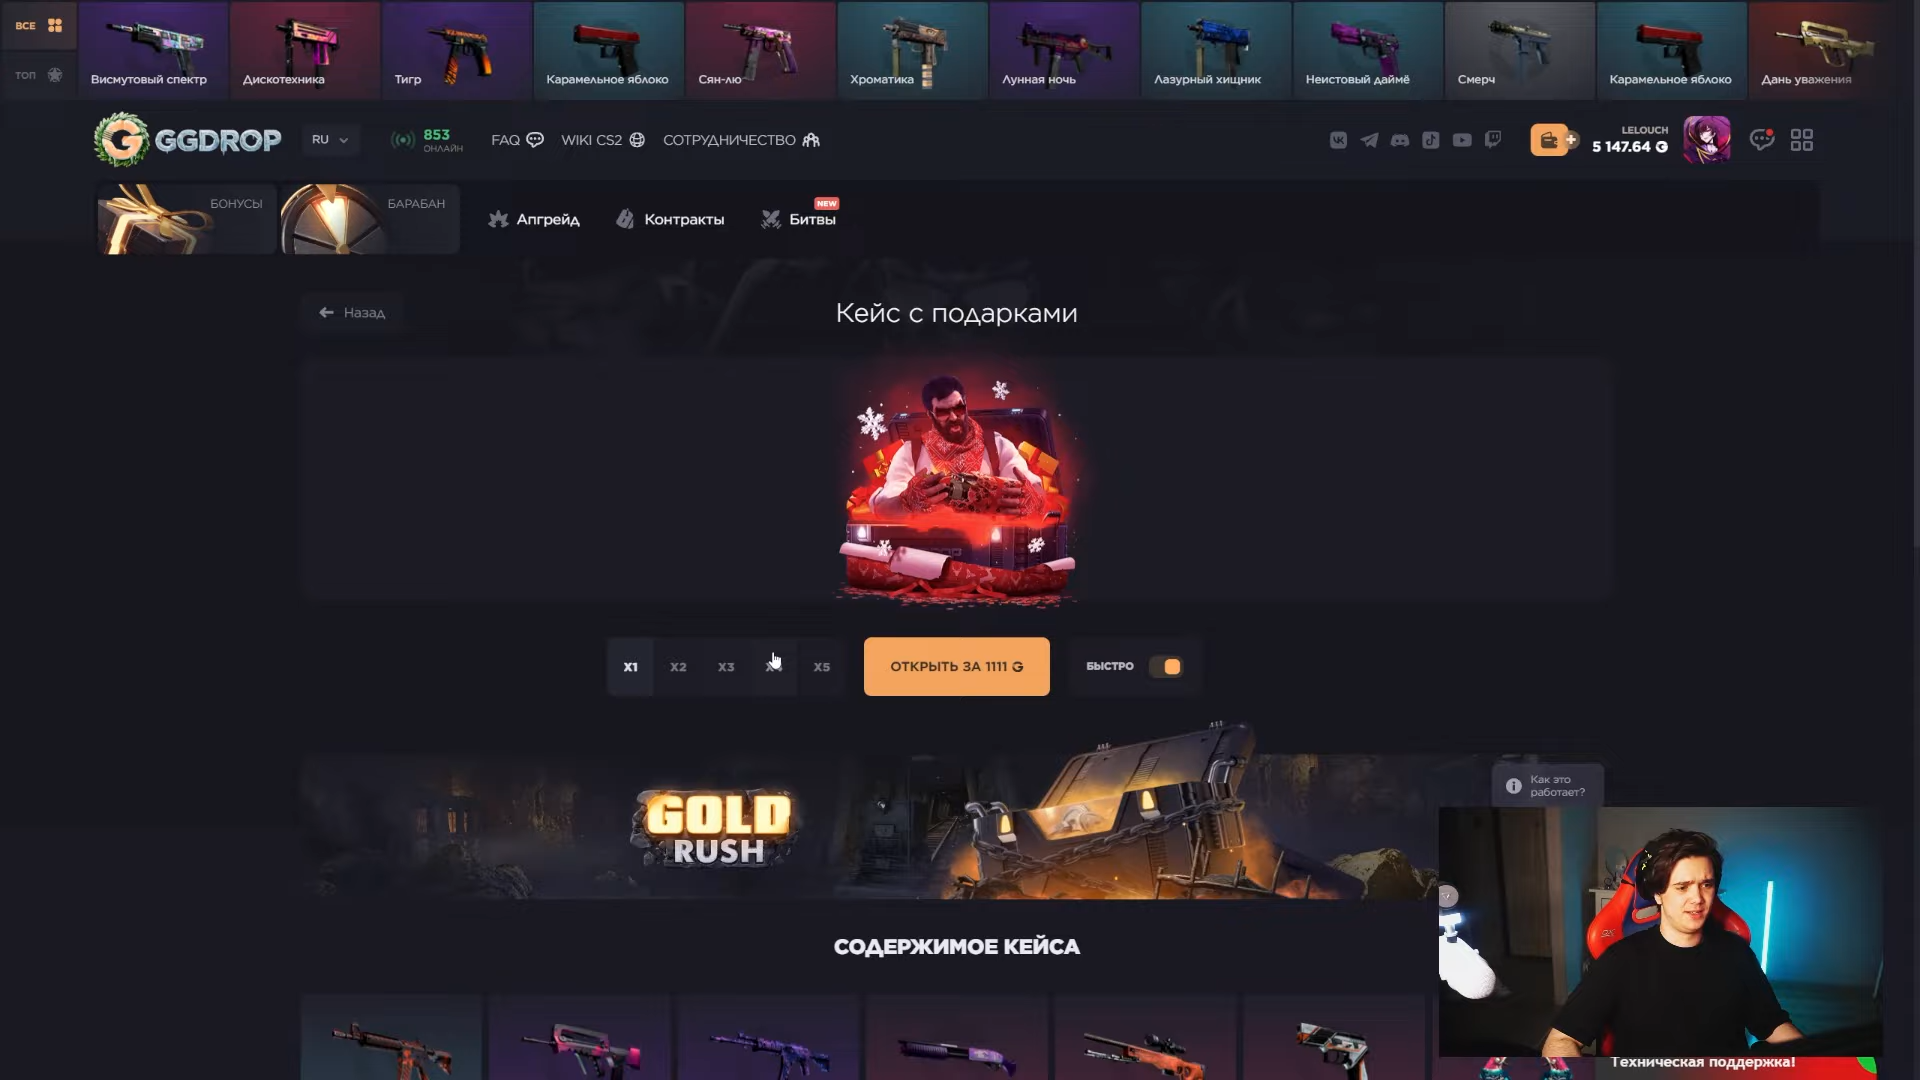 ВСЕ
ТОП
Висмутовый спектр
Дискотехника
Тигр
Карамельное яблоко
Сян-лю
Хроматика
Лунная ночь
Лазурный хищник
Неистовый даймё
Смерч
Карамельное яблоко
Дань уважения
GGDROP
RU
853
ОНЛАЙН
FAQ
WIKI CS2
СОТРУДНИЧЕСТВО
LELOUCH
5 147.64 G
БОНУСЫ
БАРАБАН
Апгрейд
Контракты
Битвы
NEW
Назад
Кейс с подарками
X1
X2
X3
X5
ОТКРЫТЬ ЗА 1111 G
БЫСТРО
GOLD
RUSH
Как это
работает?
СОДЕРЖИМОЕ КЕЙСА
Техническая поддержка!